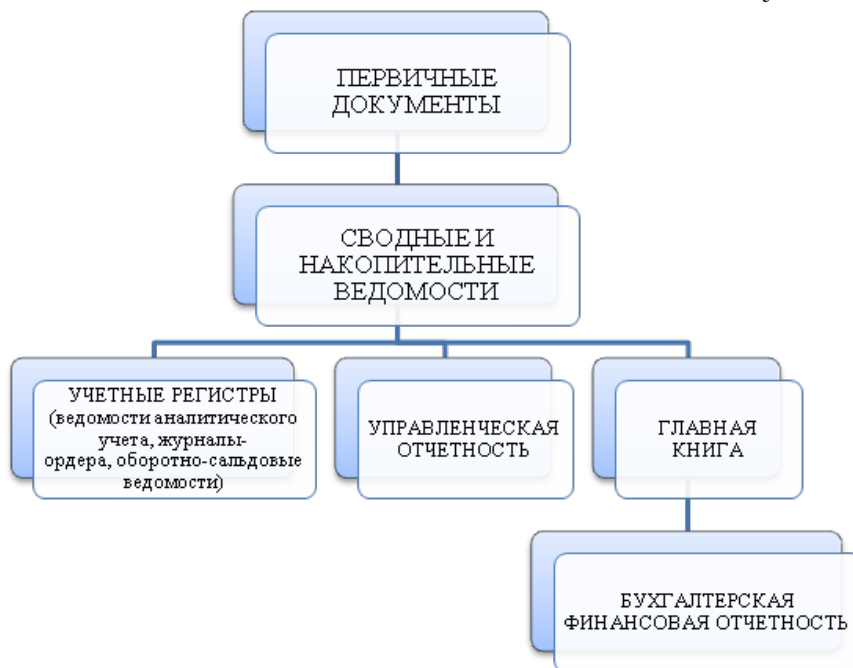 ПЕРВИЧНЫЕ
ДОКУМЕНТЫ
СВОДНЫЕ И
НАКОПИТЕЛЬНЫЕ
ВЕДОМОСТИ
УЧЕТНЫЕ РЕГИСТРЫ
(ведомости аналитического
учета, журналы-
ордера, оборотно-сальдовые
ведомости)
УПРАВЛЕНЧЕСКАЯ
ОТЧЕТНОСТЬ
ГЛАВНАЯ
КНИГА
БУХГАЛТЕРСКАЯ
ФИНАНСОВАЯ ОТЧЕТНОСТЬ